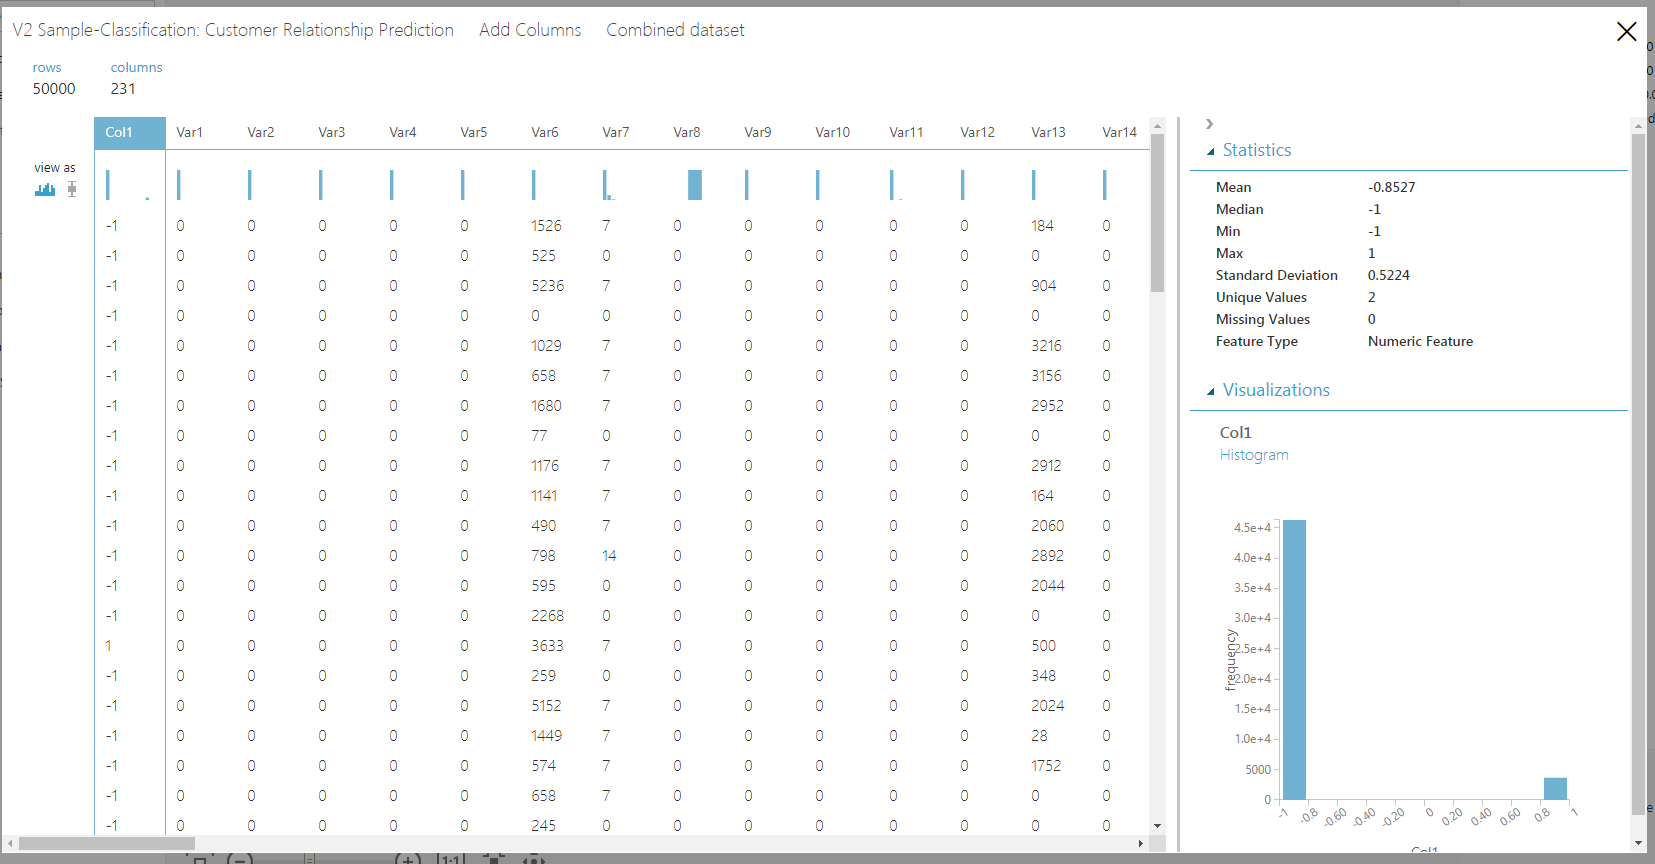 V2 Sample-Classification: Customer Relationship Prediction Add Columns Combined dataset
rows columns
50000 231
Col1 Var1 Var2 Var3 Var4 Var5 Var6 Var7 Var8 Var9 Var10 Var11 Var12 Var13 Var14
view as
-1 0 0 0 0 0 1526 7 0 0 0 0 0 184 0
-1 0 0 0 0 0 525 0 0 0 0 0 0 0 0
-1 0 0 0 0 0 5236 7 0 0 0 0 0 904 0
-1 0 0 0 0 0 0 0 0 0 0 0 0 0 0
-1 0 0 0 0 0 1029 7 0 0 0 0 0 3216 0
-1 0 0 0 0 0 658 7 0 0 0 0 0 3156 0
-1 0 0 0 0 0 1680 7 0 0 0 0 0 2952 0
-1 0 0 0 0 0 77 0 0 0 0 0 0 0 0
-1 0 0 0 0 0 1176 7 0 0 0 0 0 2912 0
-1 0 0 0 0 0 1141 7 0 0 0 0 0 164 0
-1 0 0 0 0 0 490 7 0 0 0 0 0 2060 0
-1 0 0 0 0 0 798 14 0 0 0 0 0 2892 0
-1 0 0 0 0 0 595 0 0 0 0 0 0 2044 0
-1 0 0 0 0 0 2268 0 0 0 0 0 0 0 0
1 0 0 0 0 0 3633 7 0 0 0 0 0 500 0
-1 0 0 0 0 0 259 0 0 0 0 0 0 348 0
-1 0 0 0 0 0 5152 7 0 0 0 0 0 2024 0
-1 0 0 0 0 0 1449 7 0 0 0 0 0 28 0
-1 0 0 0 0 0 574 7 0 0 0 0 0 1752 0
-1 0 0 0 0 0 658 7 0 0 0 0 0 0 0
-1 0 0 0 0 0 245 0 0 0 0 0 0 0 0
Statistics
Mean -0.8527
Median -1
Min -1
Max 1
Standard Deviation 0.5224
Unique Values 2
Missing Values 0
Feature Type Numeric Feature
Visualizations
Col1
Histogram
frequency
4.5e+4
4.0e+4
3.5e+4
3.0e+4
2.5e+4
2.0e+4
1.5e+4
1.0e+4
5000
0
-1 -0.8 -0.60 -0.40 -0.20 0 0.20 0.40 0.60 0.8 1
Col1
1:1